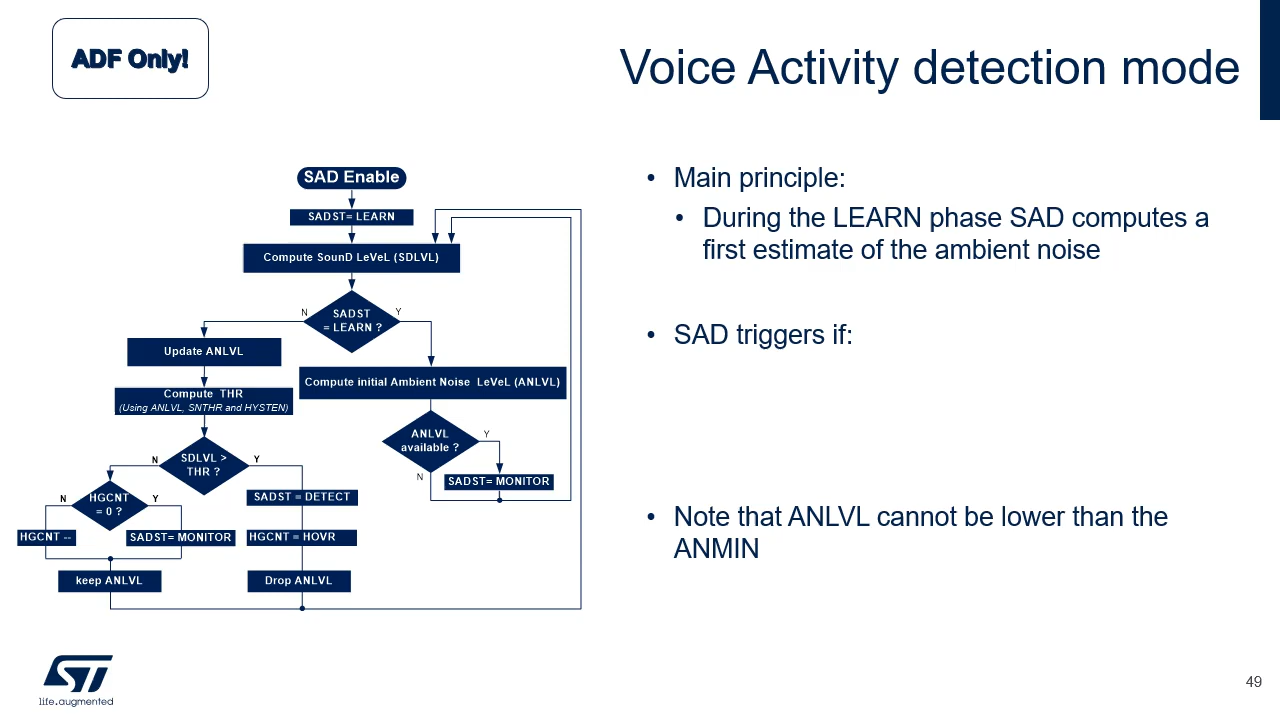 ADF Only!
Voice Activity detection mode
SAD Enable
SADST= LEARN
Compute SounD LeVeL (SDLVL)
N
SADST
= LEARN ?
Y
Update ANLVL
Compute initial Ambient Noise LeVeL (ANLVL)
Compute THR
(Using ANLVL, SNTHR and HYSTEN)
ANLVL
available ?
Y
N
SADST= MONITOR
N
SDLVL >
THR ?
Y
N
HGCNT
= 0 ?
Y
SADST = DETECT
HGCNT --
SADST= MONITOR
HGCNT = HOVR
keep ANLVL
Drop ANLVL
• Main principle:
• During the LEARN phase SAD computes a
first estimate of the ambient noise
• SAD triggers if:
• Note that ANLVL cannot be lower than the
ANMIN
ST
life.augmented
49